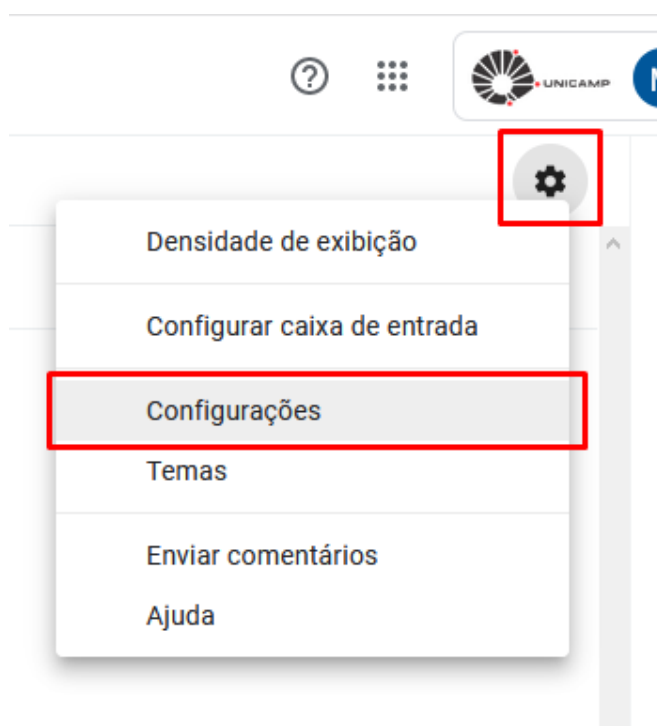 UNICAMP
N
Densidade de exibição
Configurar caixa de entrada
Configurações
Temas
Enviar comentários
Ajuda